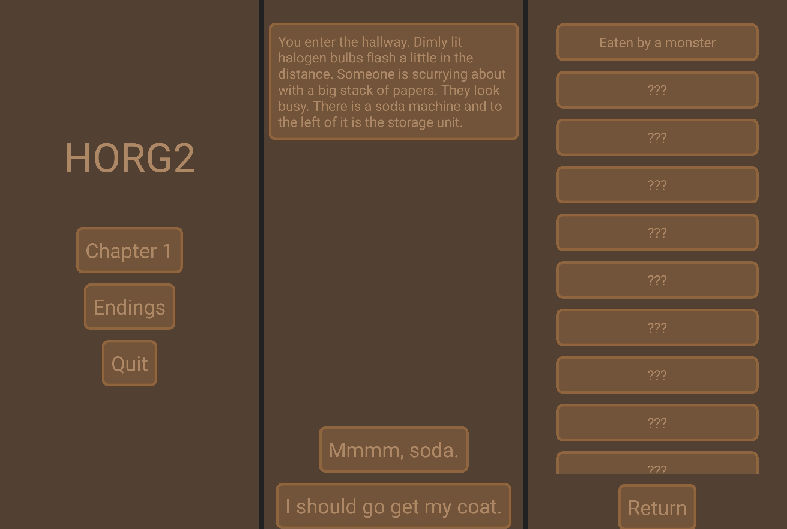 HORG2
Chapter 1
Endings
Quit
You enter the hallway. Dimly lit
halogen bulbs flash a little in the
distance. Someone is scurrying about
with a big stack of papers. They look
busy. There is a soda machine and to
the left of it is the storage unit.
Mmmm, soda.
I should go get my coat.
Eaten by a monster
???
???
???
???
???
???
???
???
???
Return